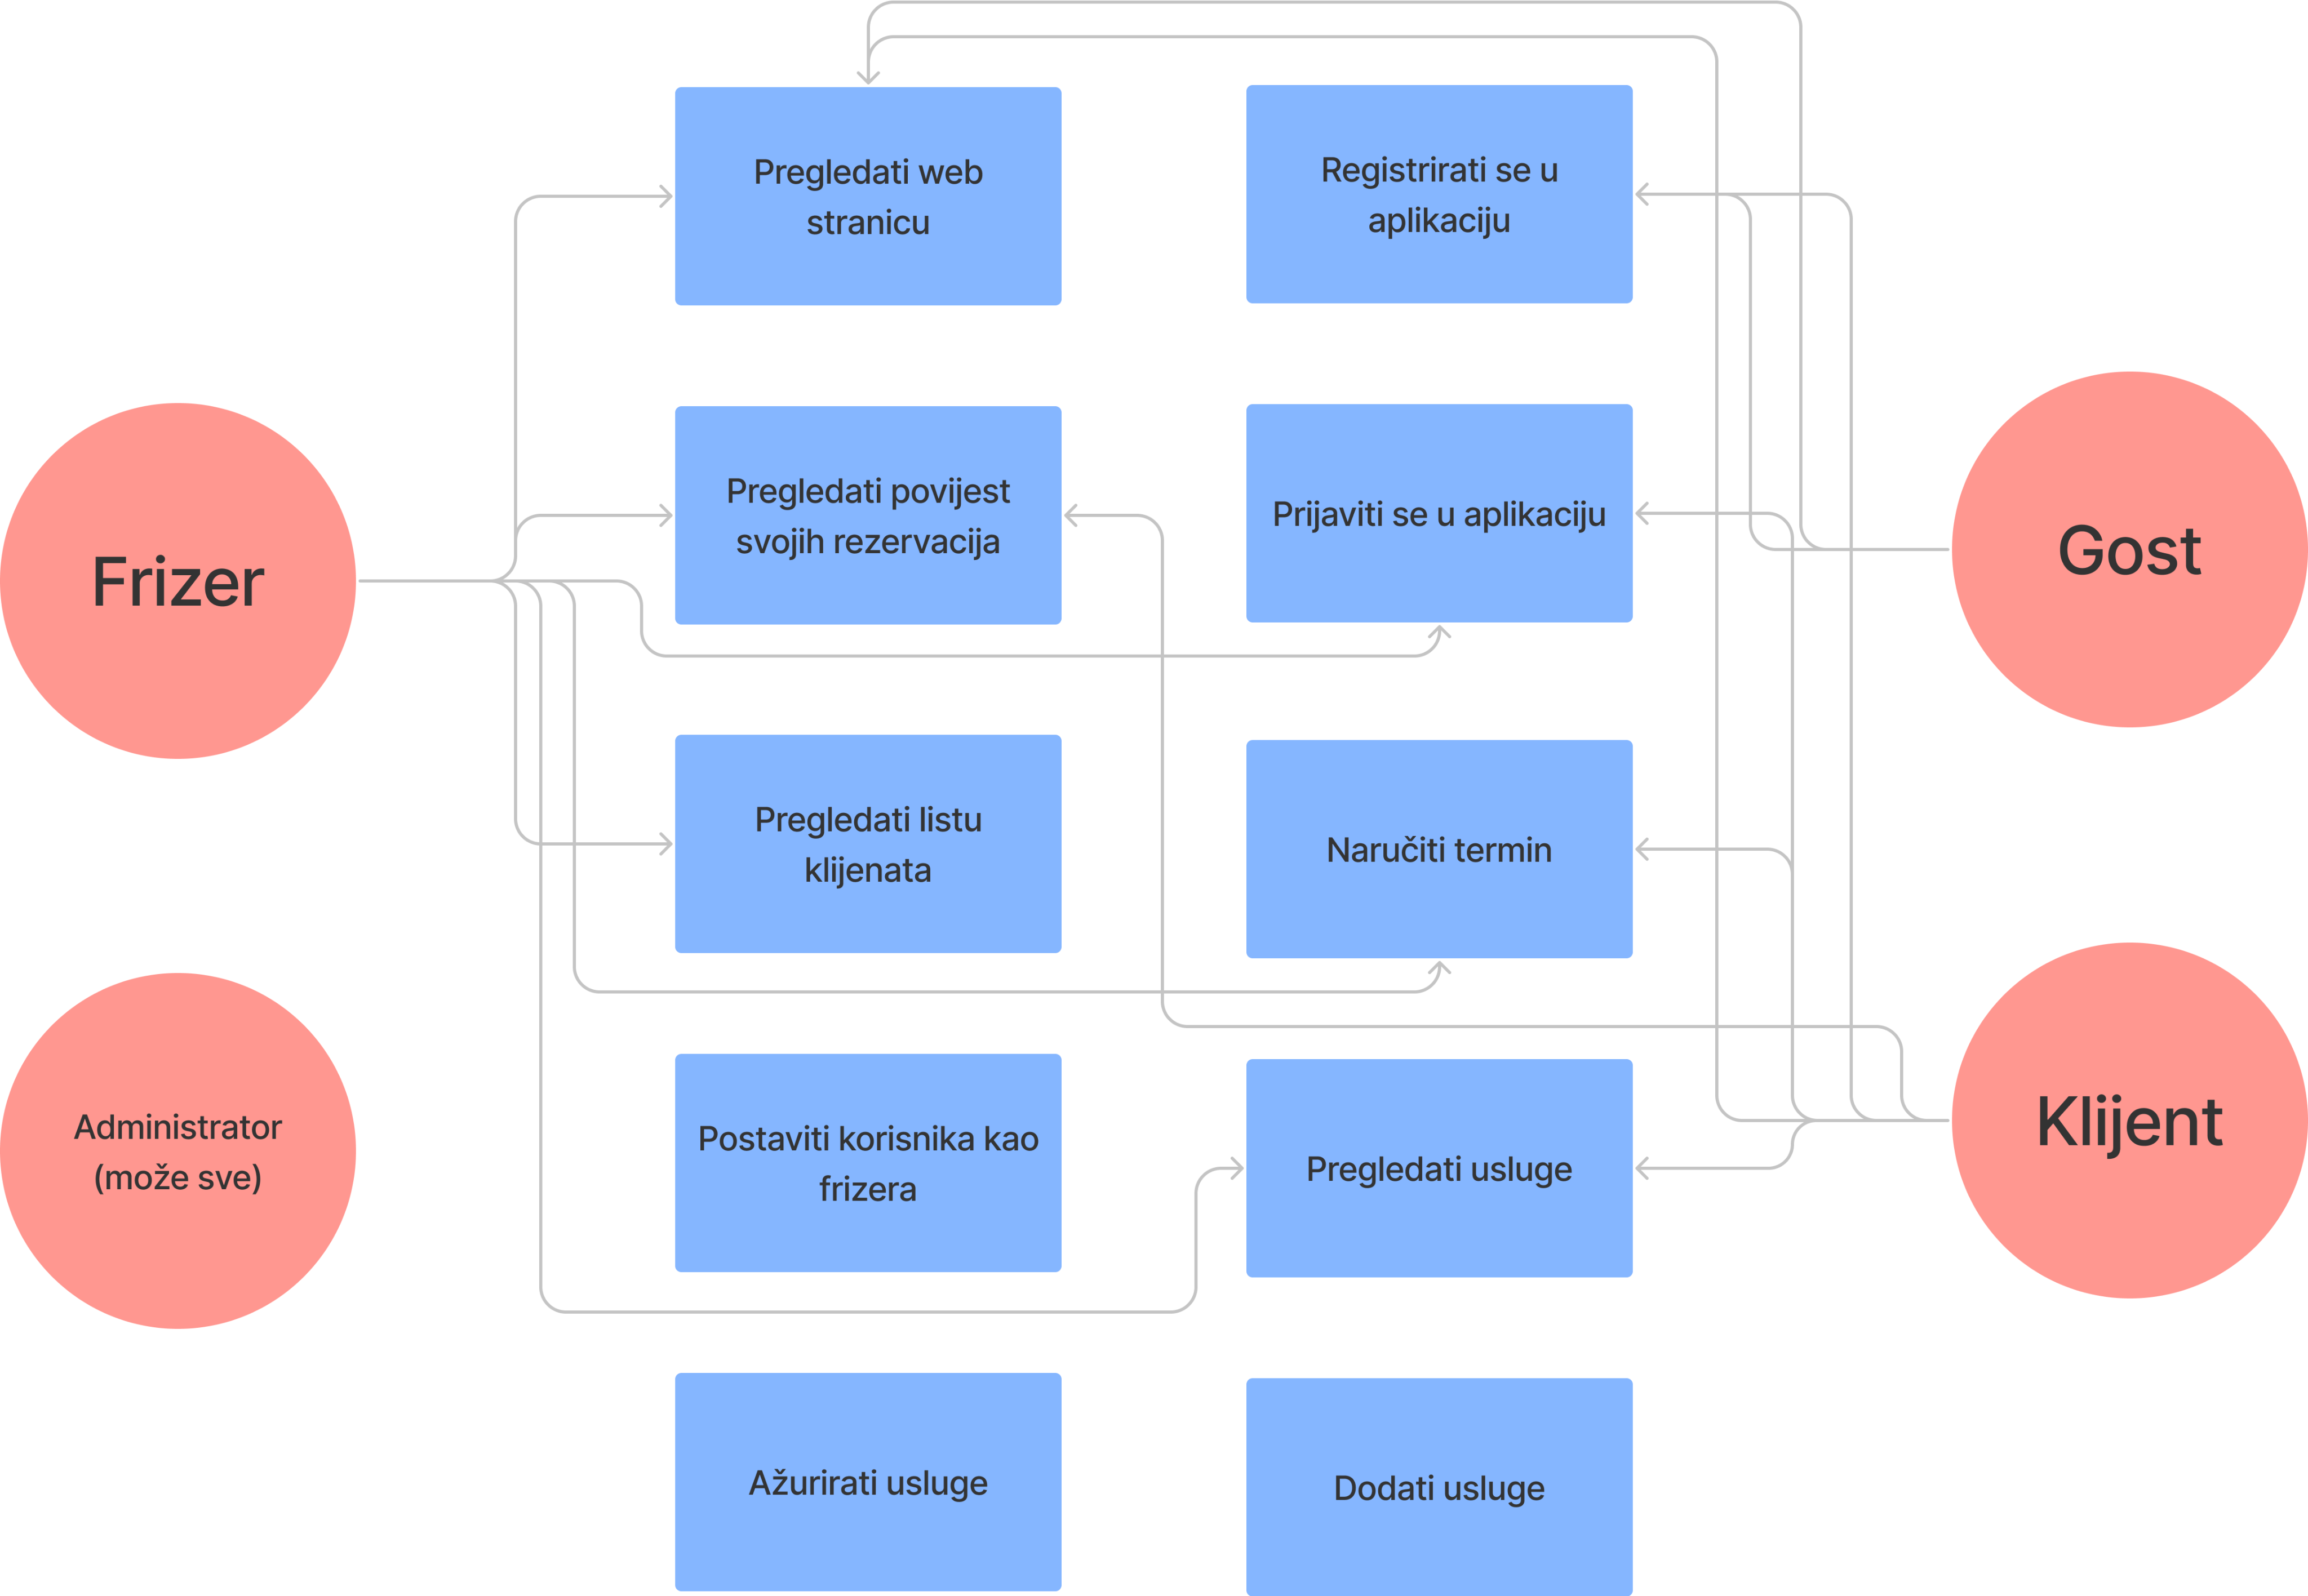 Pregledati web
stranicu
Registrirati se u
aplikaciju
Frizer
Pregledati povijest
svojih rezervacija
Prijaviti se u aplikaciju
Gost
Pregledati listu
klijenata
Naručiti termin
Administrator
(može sve)
Postaviti korisnika kao
frizera
Pregledati usluge
Klijent
Ažurirati usluge
Dodati usluge